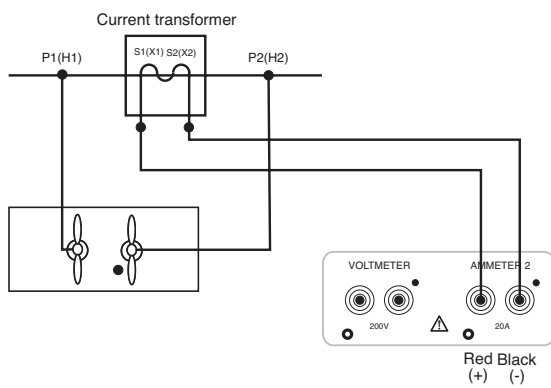 Current transformer
P1(H1)
S1(X1) S2(X2)
P2(H2)
VOLTMETER
AMMETER 2
200V
20A
Red Black
(+) (-)